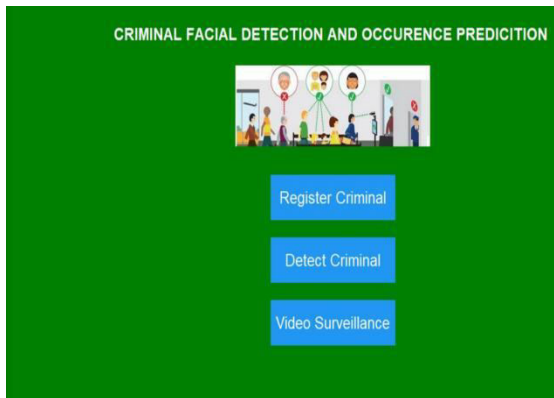 CRIMINAL FACIAL DETECTION AND OCCURENCE PREDICITION
Register Criminal
Detect Criminal
Video Surveillance